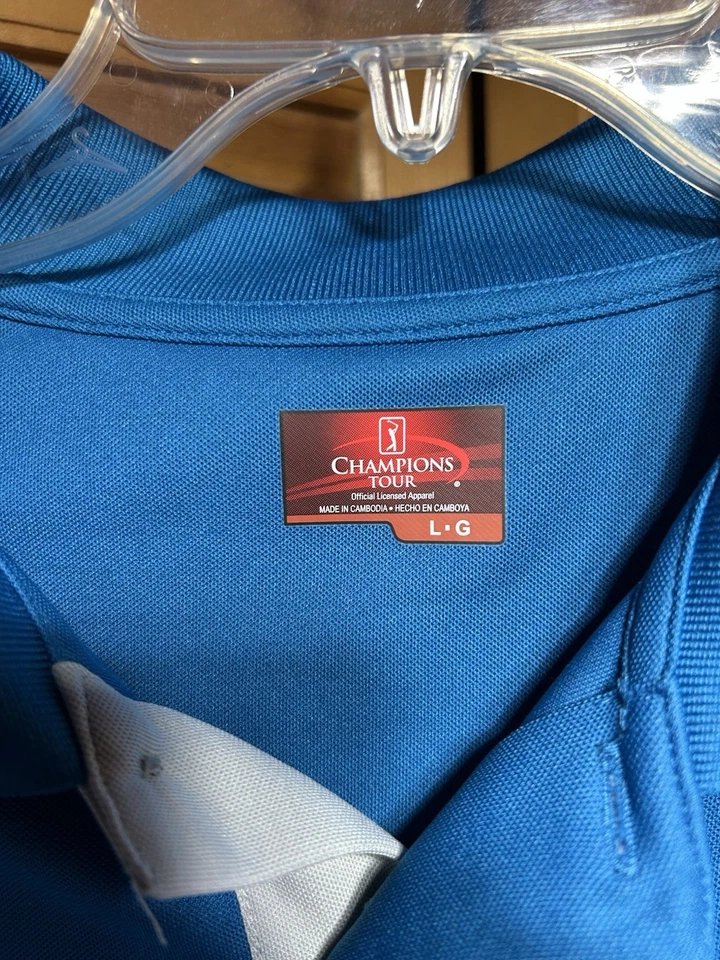 CHAMPIONS
TOUR ®
Official Licensed Apparel
MADE IN CAMBODIA • HECHO EN CAMBOYA
L▪G